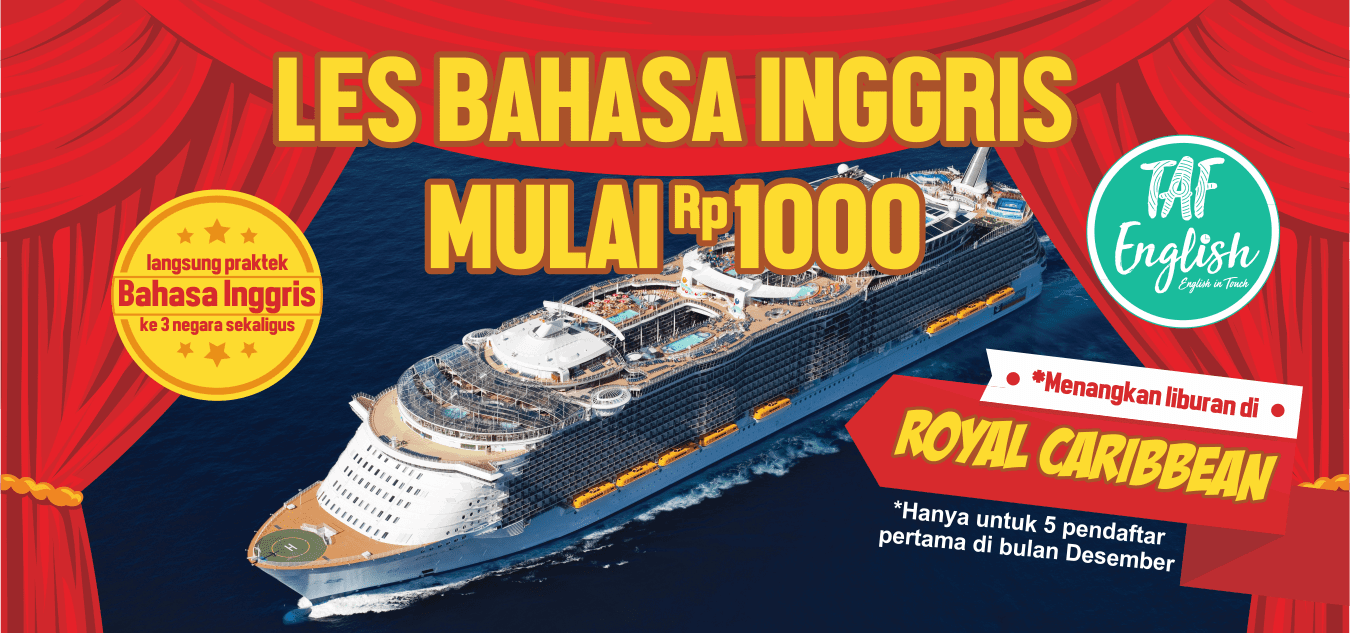 LES BAHASA INGGRIS
MULAI Rp1000
langsung praktek
Bahasa Inggris
ke 3 negara sekaligus
TAF
English
English in Touch
*Menangkan liburan di
ROYAL CARIBBEAN
*Hanya untuk 5 pendaftar
pertama di bulan Desember